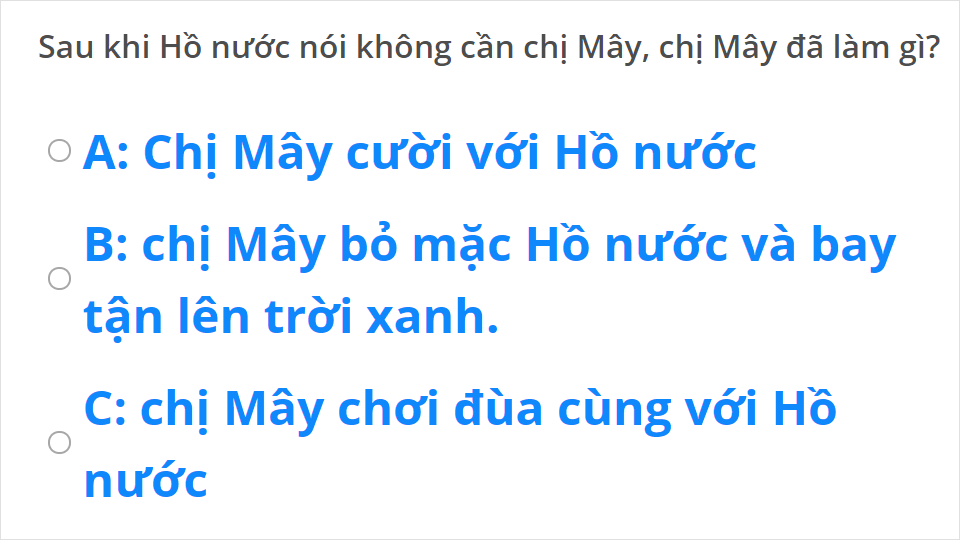 Sau khi Hồ nước nói không cần chị Mây, chị Mây đã làm gì?
A: Chị Mây cười với Hồ nước
B: chị Mây bỏ mặc Hồ nước và bay
tận lên trời xanh.
C: chị Mây chơi đùa cùng với Hồ
nước